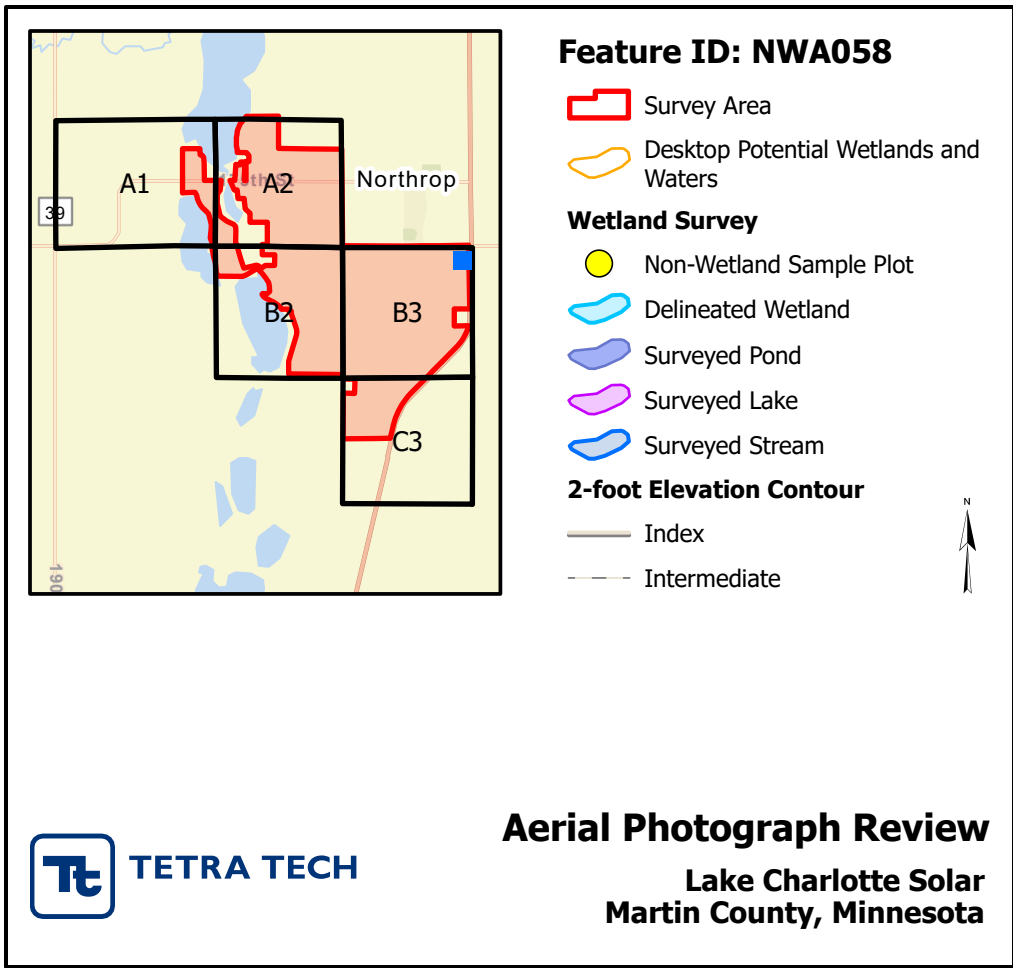 Feature ID: NWA058
Survey Area
Desktop Potential Wetlands and
Waters
Wetland Survey
Non-Wetland Sample Plot
Delineated Wetland
Surveyed Pond
Surveyed Lake
Surveyed Stream
2-foot Elevation Contour
Index
Intermediate
N
A1
A2
Northrop
39
B2
B3
C3
190
Tt TETRA TECH
Aerial Photograph Review
Lake Charlotte Solar
Martin County, Minnesota